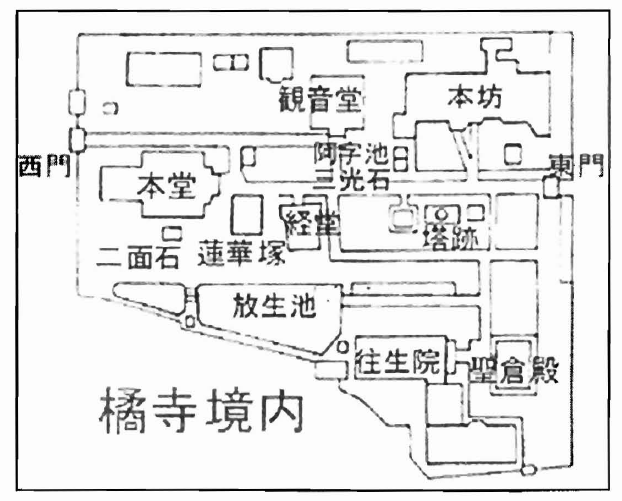 観音堂
本坊
阿字池
三光石
西門
東門
本堂
経堂
塔跡
二面石
蓮華塚
放生池
往生院
聖倉殿
橘寺境内